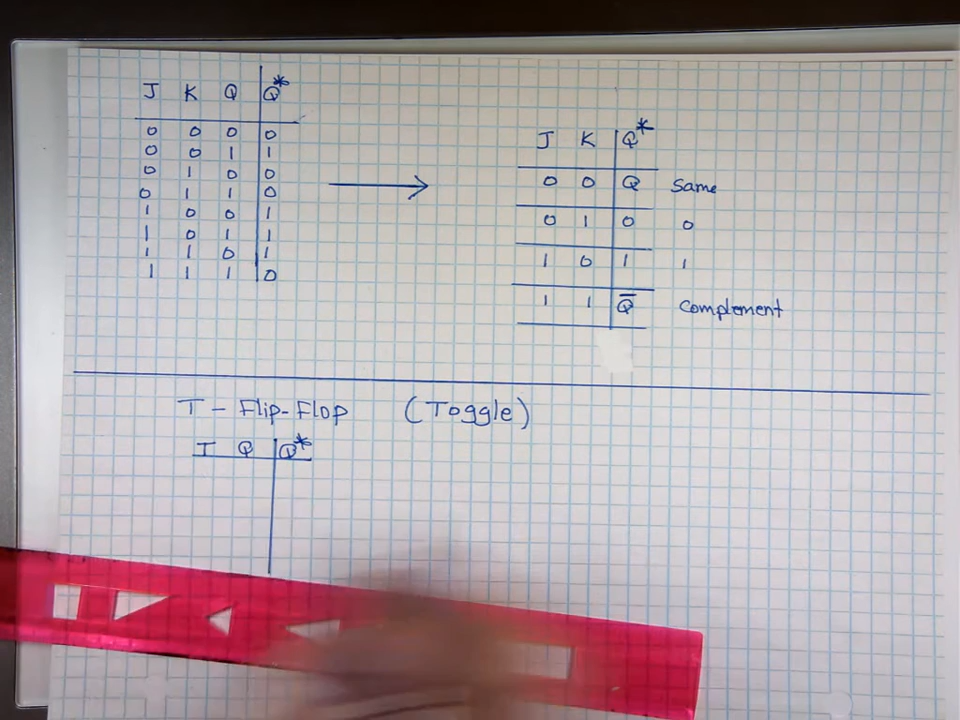 J K Q Q*
0 0 0 0
0 0 1 1
0 1 0 0
0 1 1 0
1 0 0 1
1 0 1 1
1 1 0 1
1 1 1 0
J K Q*
0 0 Q Same
0 1 0 0
1 0 1 1
1 1 Q̅ Complement
T - Flip-Flop (Toggle)
T Q Q*